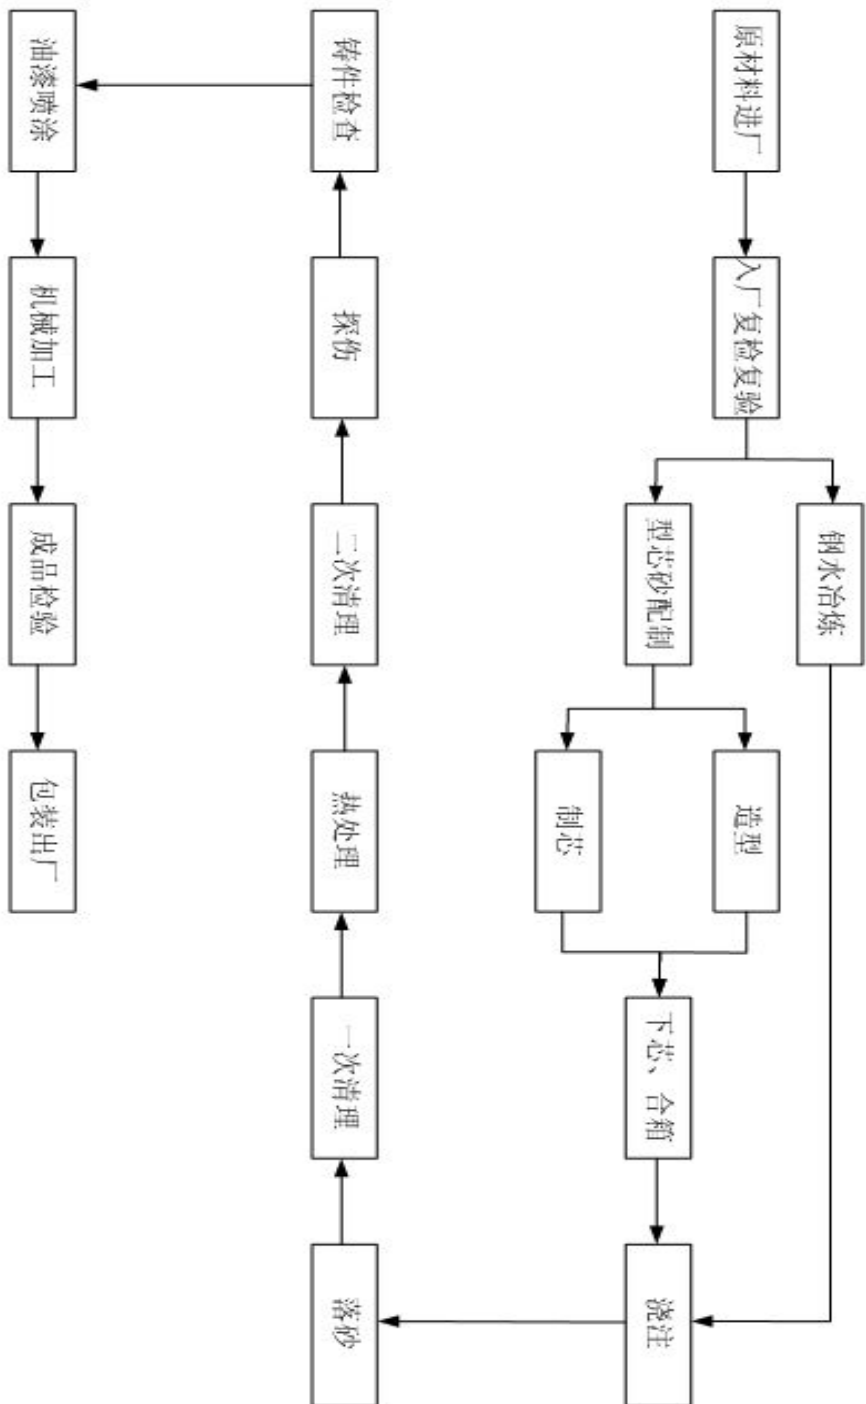 原材料进厂
入厂复检复验
钢水冶炼
型芯砂配制
造型
制芯
下芯、合箱
浇注
落砂
一次清理
热处理
二次清理
探伤
铸件检查
油漆喷涂
机械加工
成品检验
包装出厂